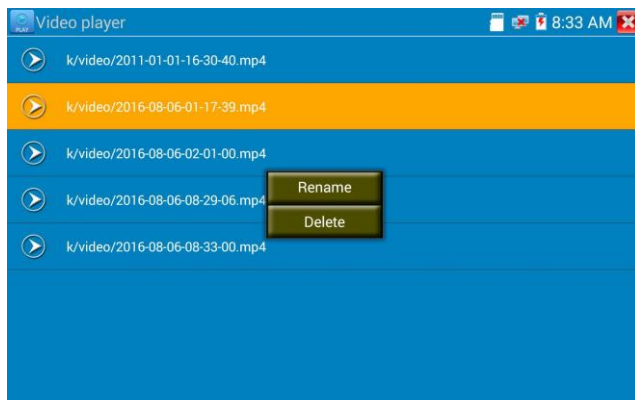 PLAY
Video player
8:33 AM
k/video/2011-01-01-16-30-40.mp4
k/video/2016-08-06-01-17-39.mp4
k/video/2016-08-06-02-01-00.mp4
k/video/2016-08-06-08-29-06.mp4
k/video/2016-08-06-08-33-00.mp4
Rename
Delete